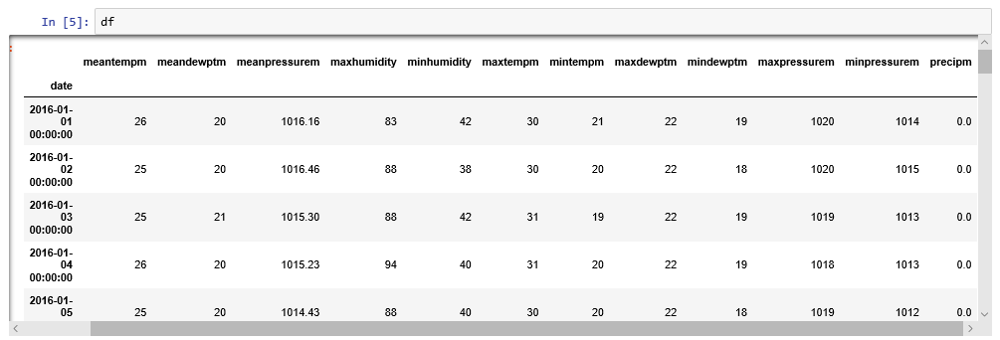 In [5]: df
meantempm meandewptm meanpressurem maxhumidity minhumidity maxtempm mintempm maxdewptm mindewptm maxpressurem minpressurem precipm
date
2016-01-01 00:00:00 26 20 1016.16 83 42 30 21 22 19 1020 1014 0.0
2016-01-02 00:00:00 25 20 1016.46 88 38 30 20 22 18 1020 1015 0.0
2016-01-03 00:00:00 25 21 1015.30 88 42 31 19 22 19 1019 1013 0.0
2016-01-04 00:00:00 26 20 1015.23 94 40 31 20 22 19 1018 1013 0.0
2016-01-05 25 20 1014.43 88 40 30 20 22 18 1019 1012 0.0